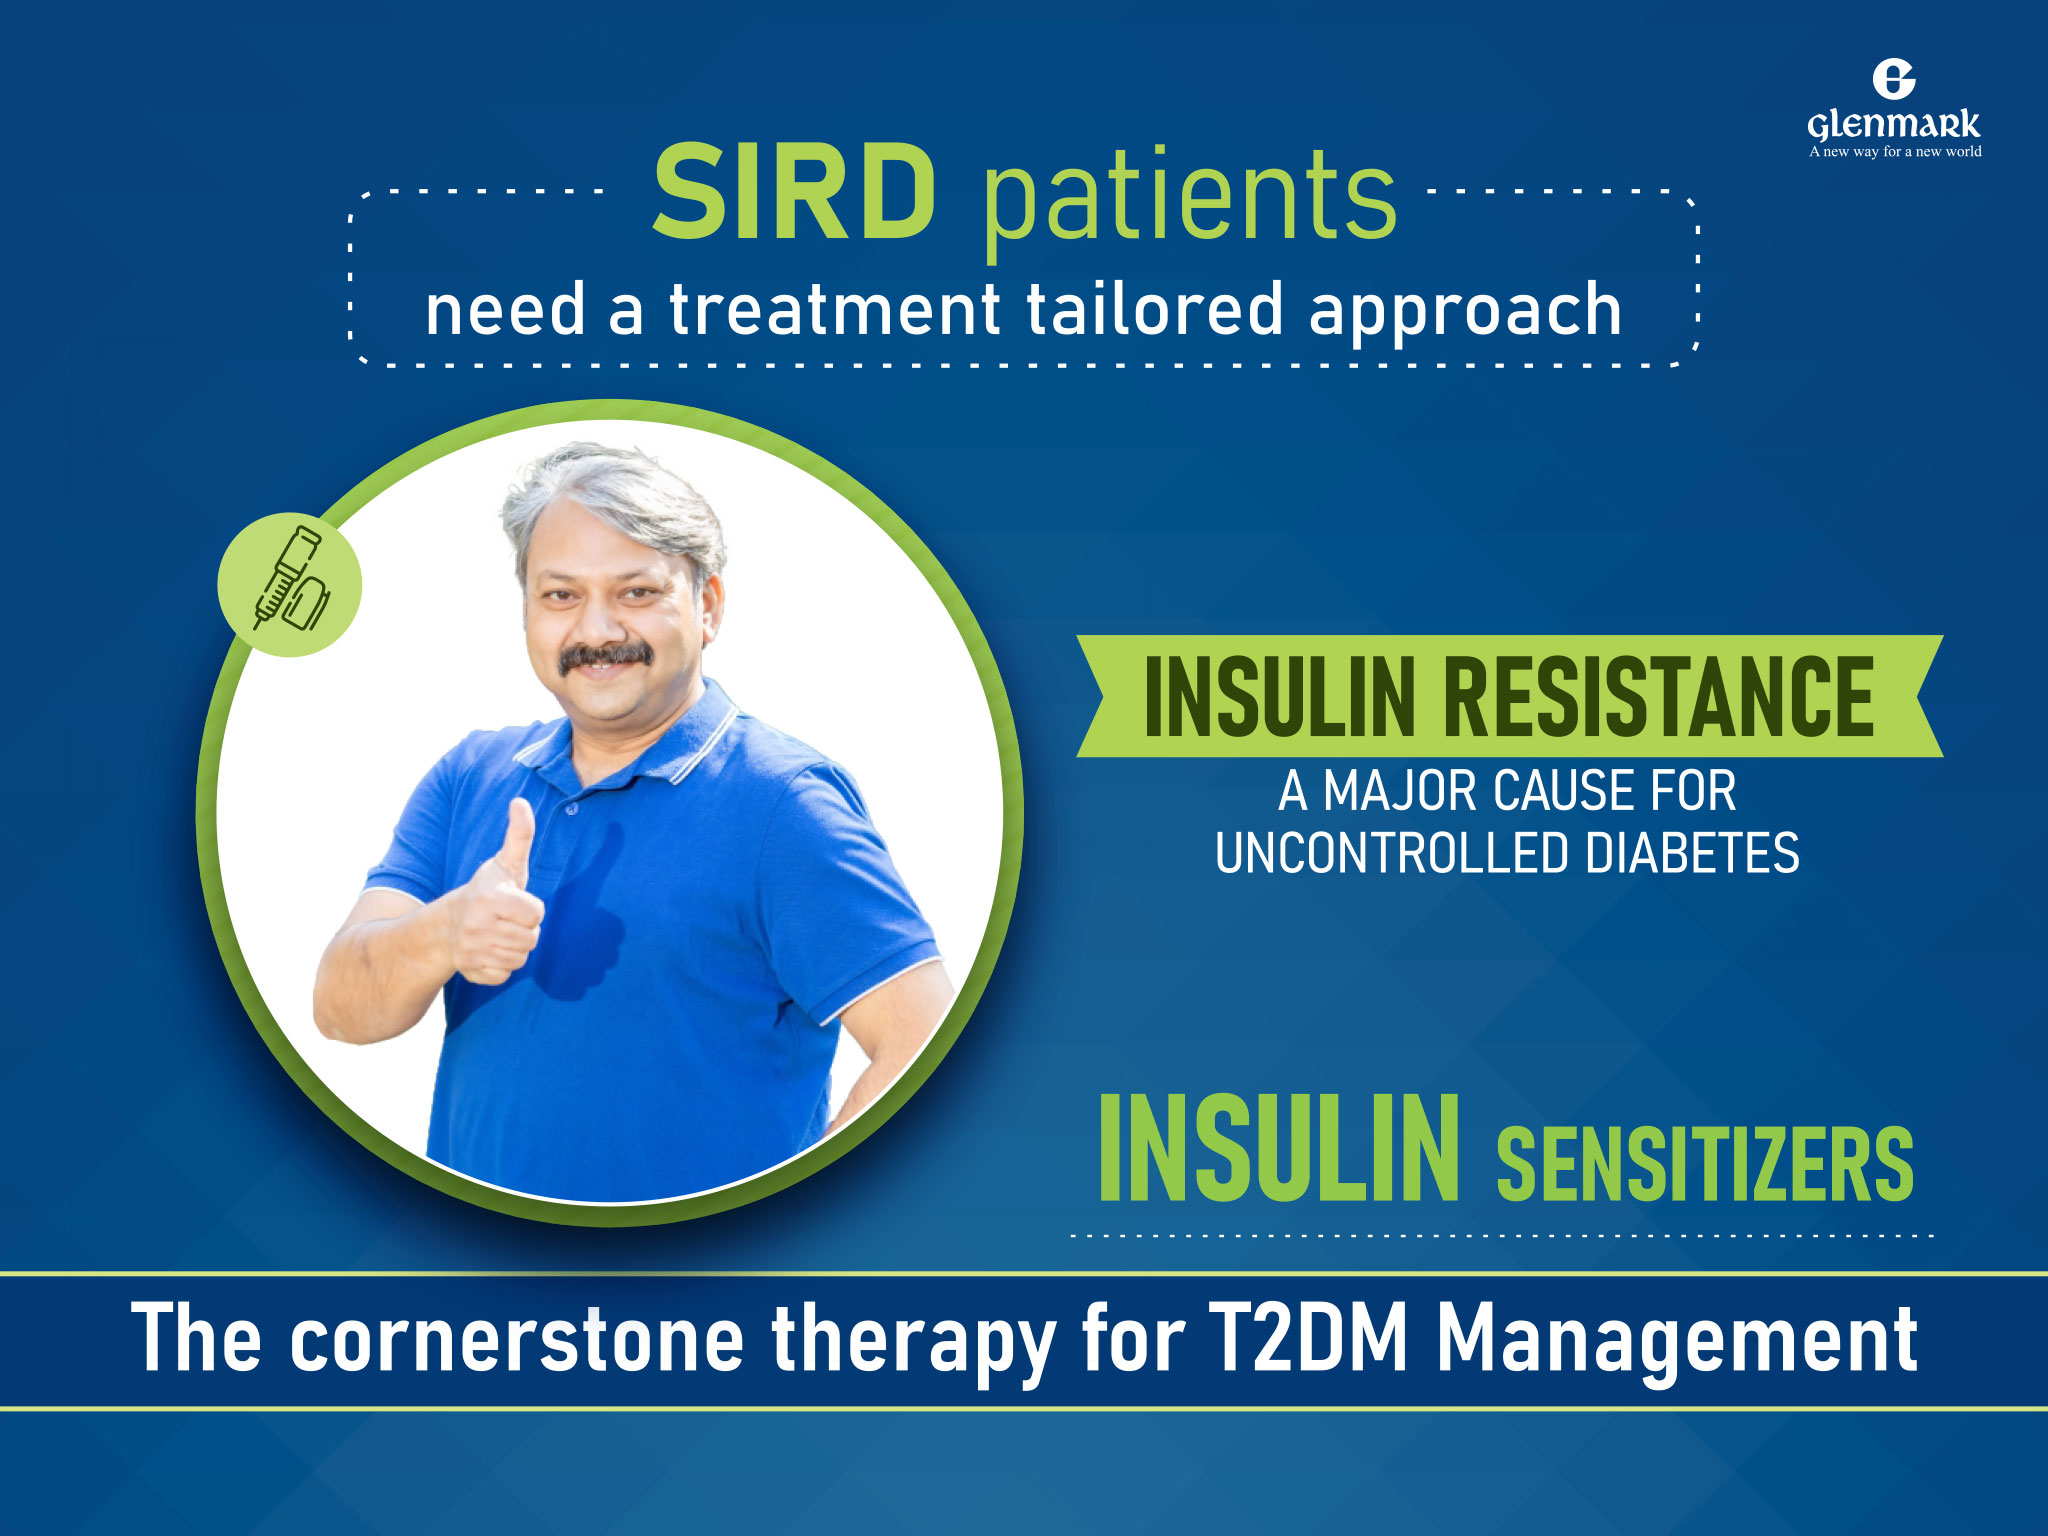 glenmark
A new way for a new world
SIRD patients
need a treatment tailored approach
INSULIN RESISTANCE
A MAJOR CAUSE FOR
UNCONTROLLED DIABETES
INSULIN SENSITIZERS
The cornerstone therapy for T2DM Management